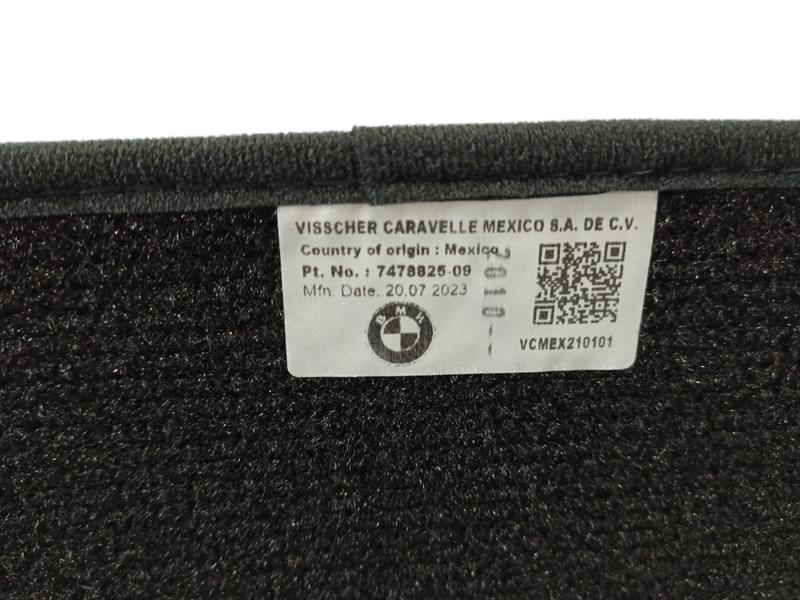 VISSCHER CARAVELLE MEXICO S.A. DE C.V.
Country of origin : Mexico
Pt. No. : 7478825-09
Mfn. Date. 20.07 2023
BMW
VCMEX210101